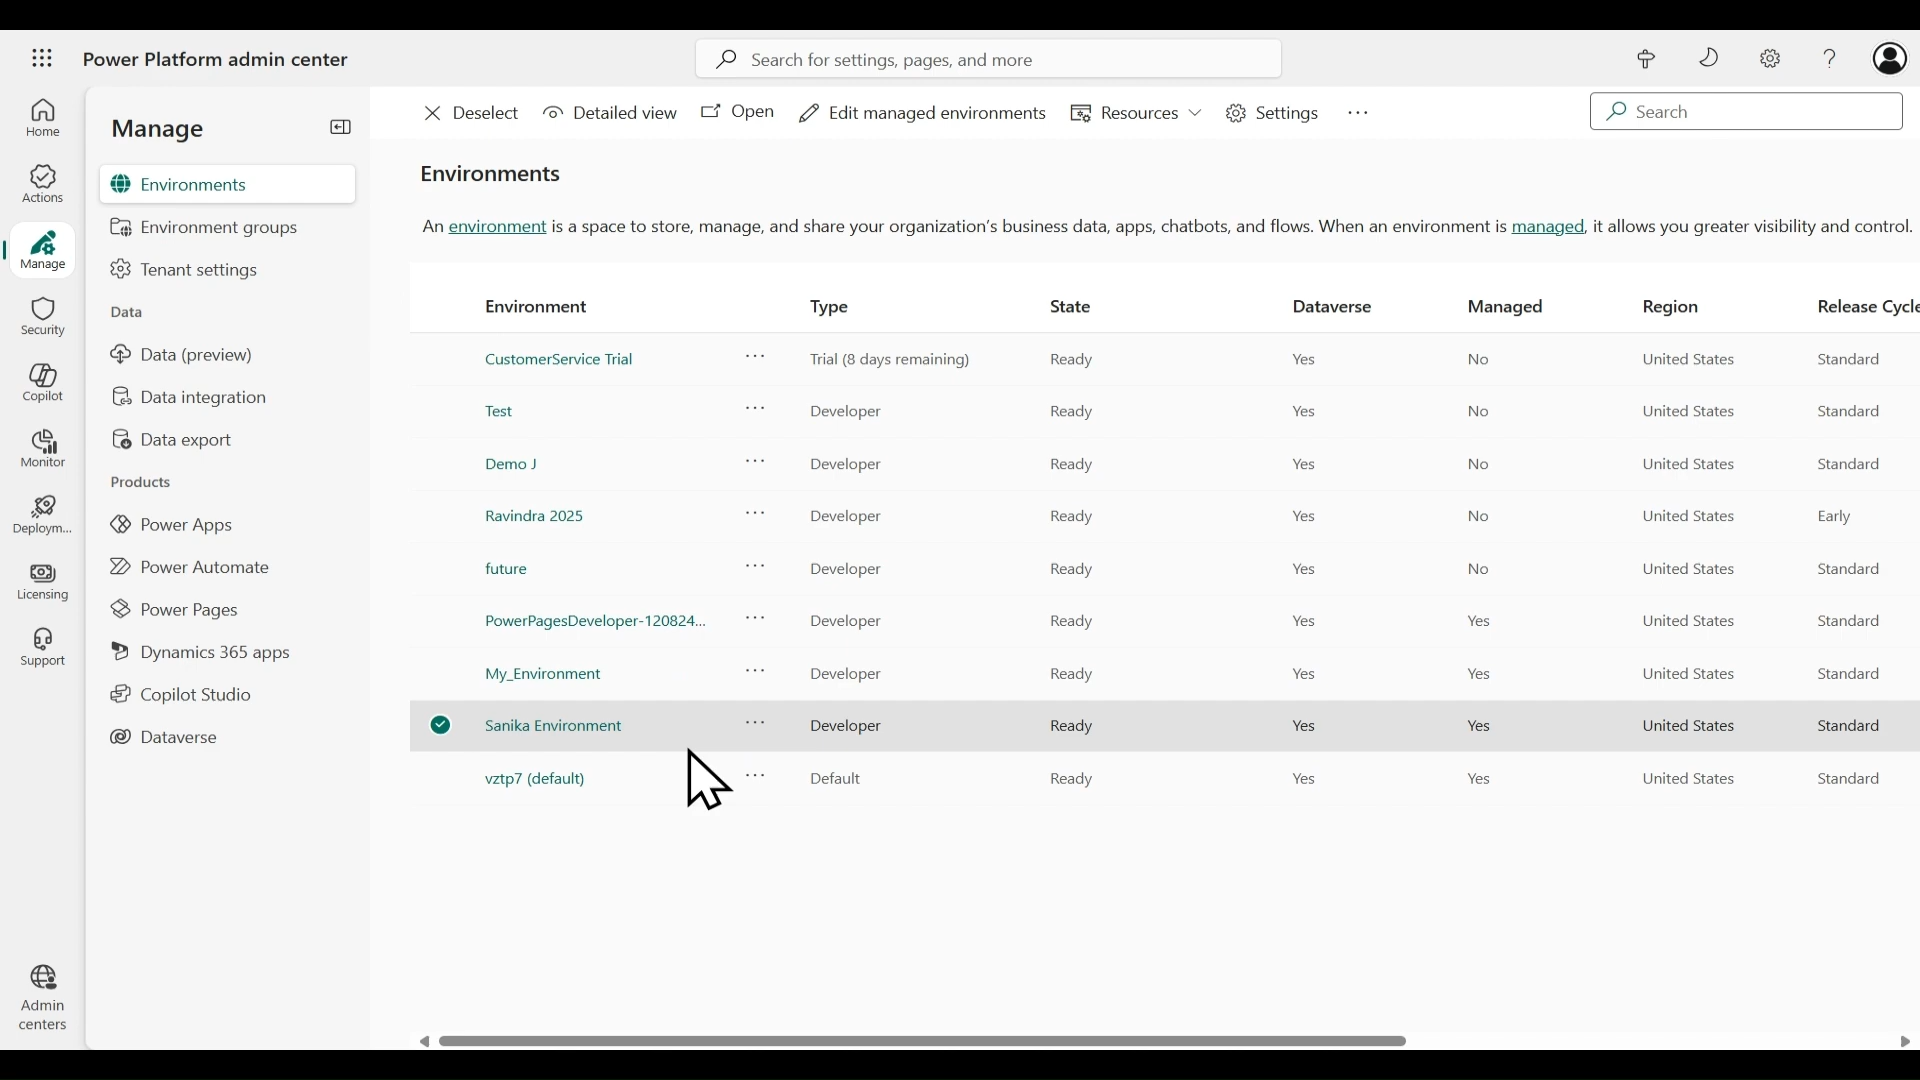 Power Platform admin center
Search for settings, pages, and more
?
Home
Actions
Manage
Security
Copilot
Monitor
Deploym...
Licensing
Support
Admin
centers
Manage
Environments
Environment groups
Tenant settings
Data
Data (preview)
Data integration
Data export
Products
Power Apps
Power Automate
Power Pages
Dynamics 365 apps
Copilot Studio
Dataverse
Deselect Detailed view Open Edit managed environments Resources Settings ...
Search
Environments
An environment is a space to store, manage, and share your organization's business data, apps, chatbots, and flows. When an environment is managed, it allows you greater visibility and control.
Environment Type State Dataverse Managed Region Release Cycle
CustomerService Trial ... Trial (8 days remaining) Ready Yes No United States Standard
Test ... Developer Ready Yes No United States Standard
Demo J ... Developer Ready Yes No United States Standard
Ravindra 2025 ... Developer Ready Yes No United States Early
future ... Developer Ready Yes No United States Standard
PowerPagesDeveloper-120824... ... Developer Ready Yes Yes United States Standard
My_Environment ... Developer Ready Yes Yes United States Standard
Sanika Environment ... Developer Ready Yes Yes United States Standard
vztp7 (default) ... Default Ready Yes Yes United States Standard